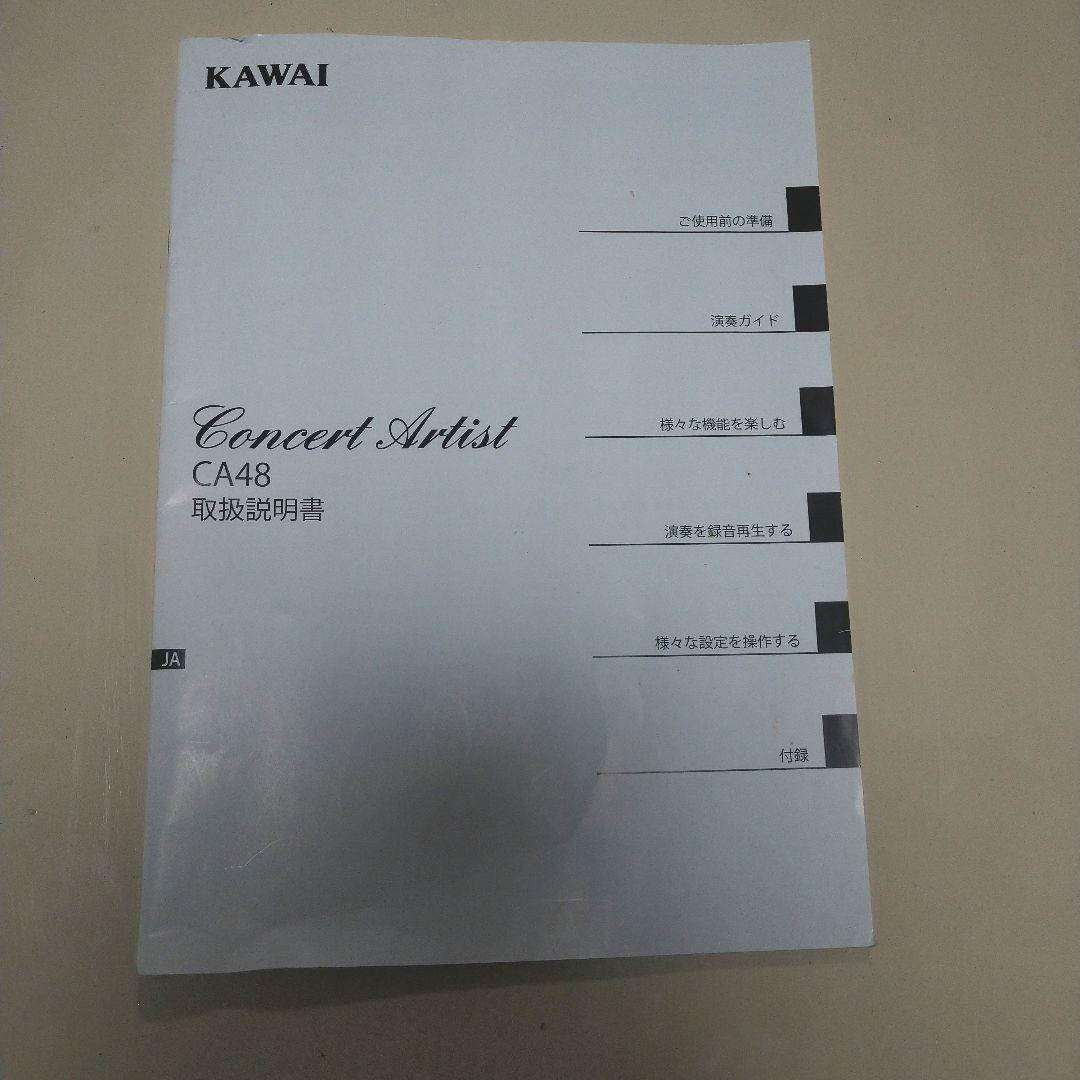 KAWAI
ご使用前の準備
演奏ガイド
様々な機能を楽しむ
Concert Artist
CA48
取扱説明書
演奏を録音再生する
様々な設定を操作する
JA
付録